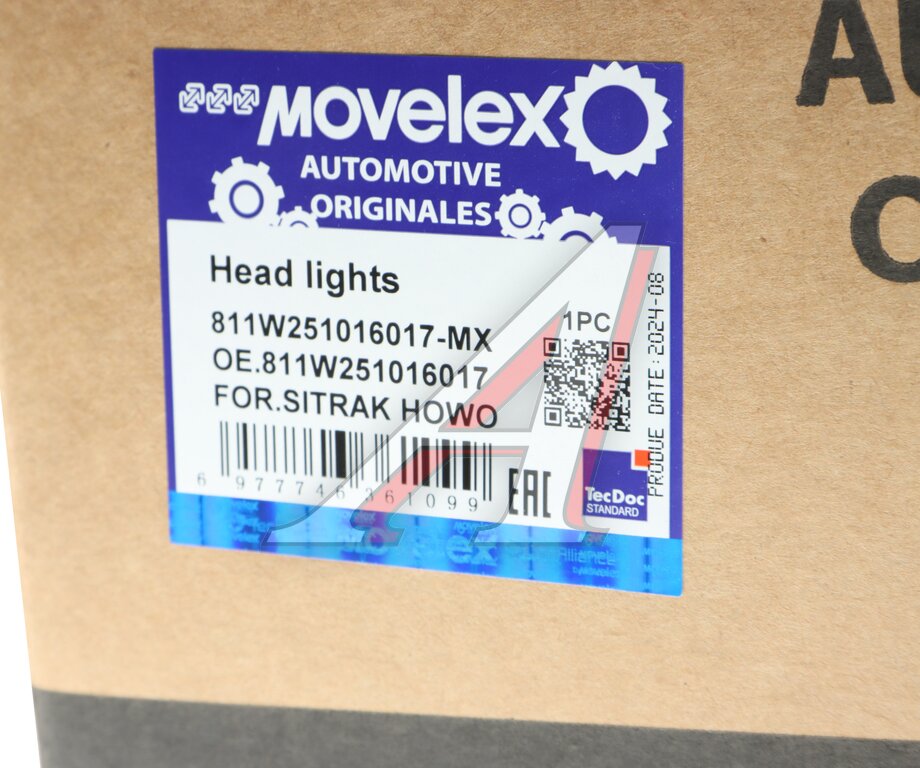 MOVELEX
AUTOMOTIVE
ORIGINALES
Head lights
811W251016017-MX
OE.811W251016017
FOR.SITRAK HOWO
1PC
PRODUE DATE:2024-08
6 977746 361099
EAC
TecDoc
STANDARD
Movelex
AU
O